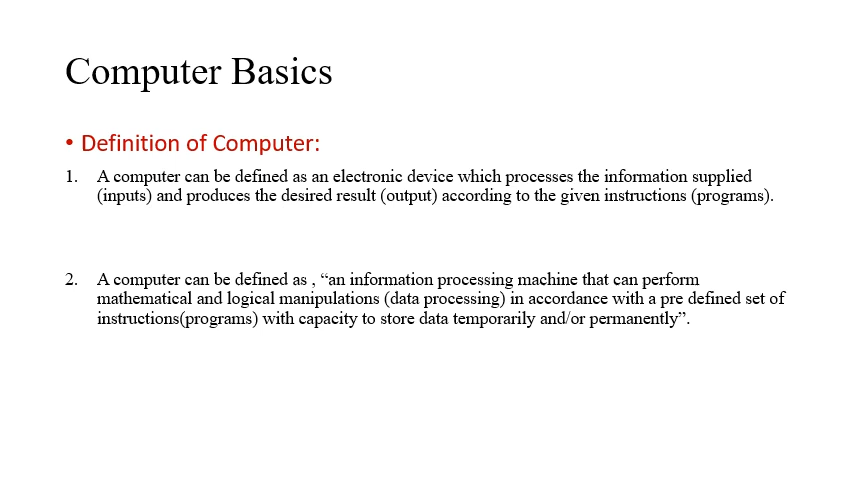 Computer Basics
• Definition of Computer:
1. A computer can be defined as an electronic device which processes the information supplied
(inputs) and produces the desired result (output) according to the given instructions (programs).
2. A computer can be defined as , “an information processing machine that can perform
mathematical and logical manipulations (data processing) in accordance with a pre defined set of
instructions(programs) with capacity to store data temporarily and/or permanently”.